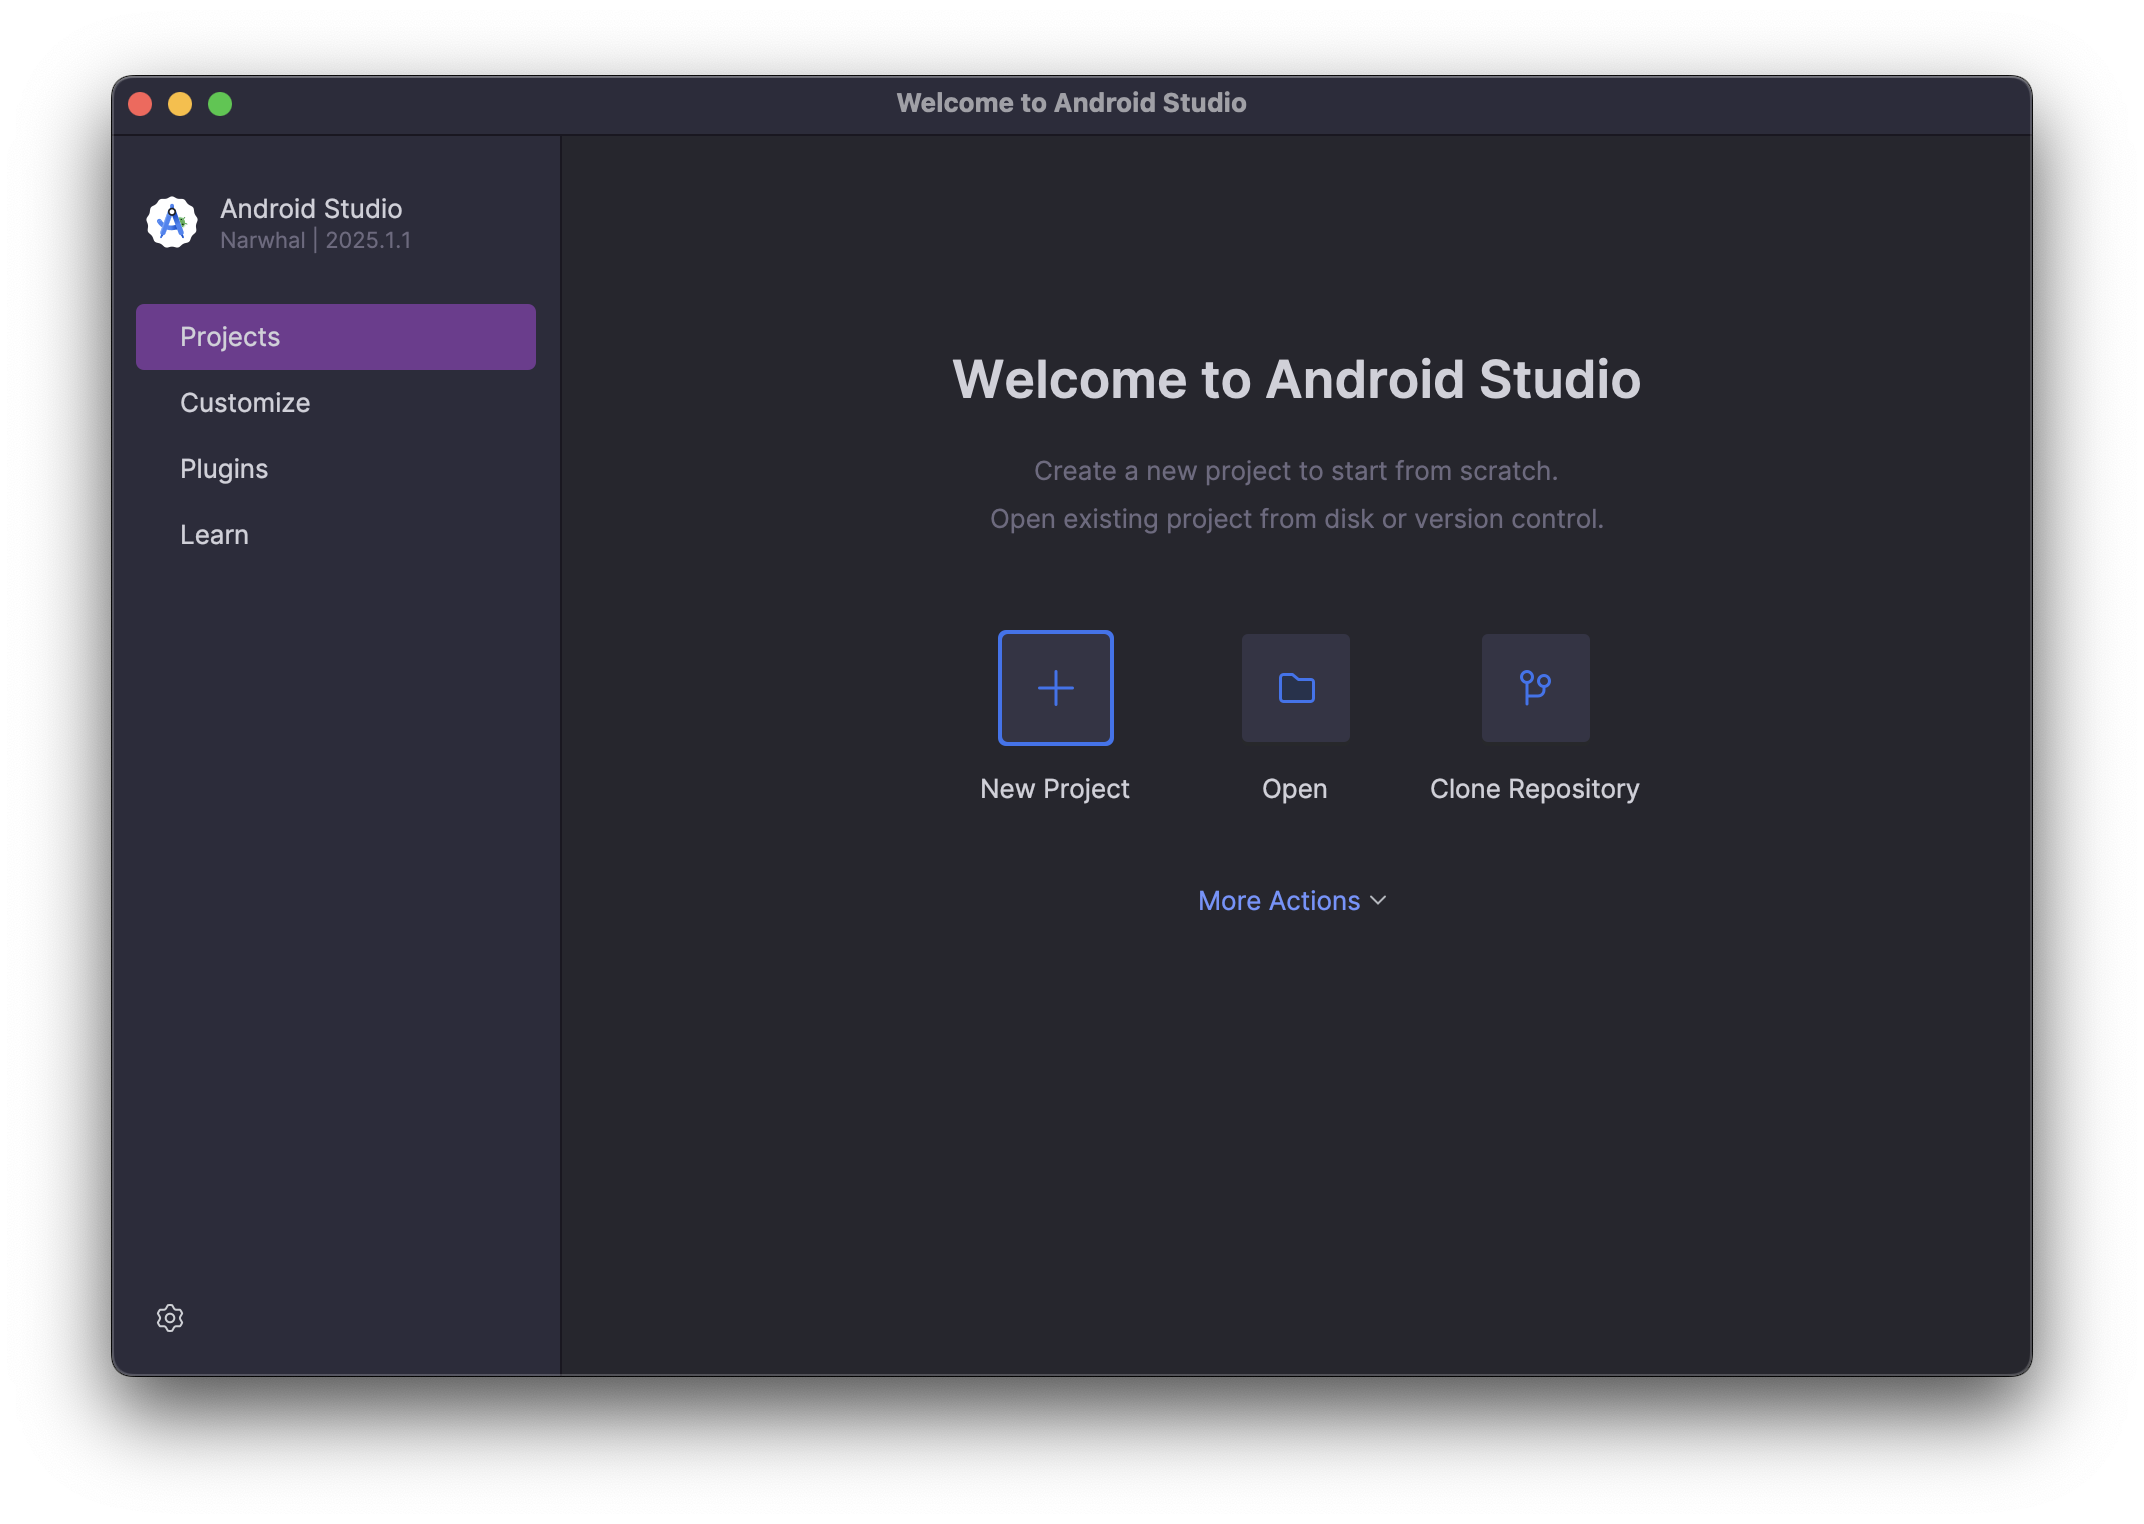 Welcome to Android Studio
Android Studio
Narwhal | 2025.1.1
Projects
Customize
Plugins
Learn
Welcome to Android Studio
Create a new project to start from scratch.
Open existing project from disk or version control.
New Project
Open
Clone Repository
More Actions